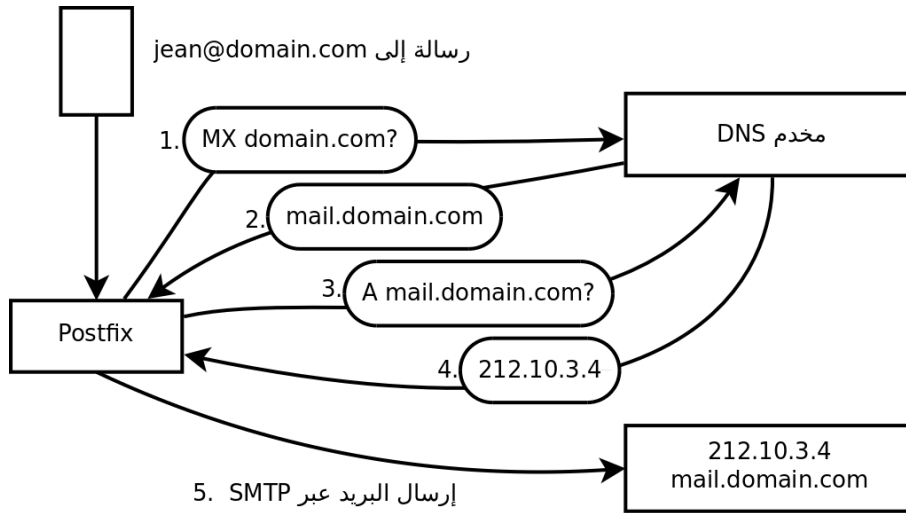 رسالة إلى jean@domain.com
1. MX domain.com?
مخدم DNS
2. mail.domain.com
3. A mail.domain.com?
Postfix
4. 212.10.3.4
212.10.3.4
mail.domain.com
5. إرسال البريد عبر SMTP